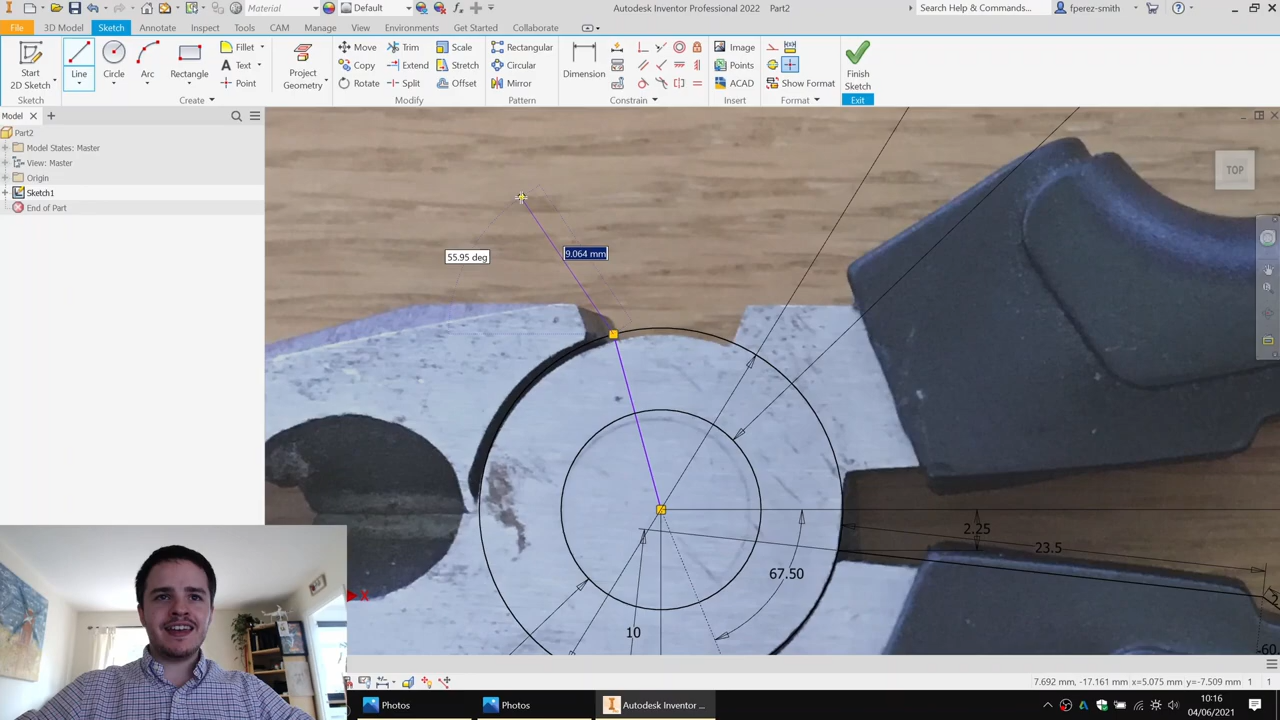 Material
Default
Autodesk Inventor Professional 2022 Part2
Search Help & Commands...
fperez-smith
File
3D Model
Sketch
Annotate
Inspect
Tools
CAM
Manage
View
Environments
Get Started
Collaborate
Start
2D Sketch
Line
Circle
Arc
Rectangle
Fillet
Text
Point
Project
Geometry
Move
Copy
Rotate
Trim
Extend
Split
Scale
Stretch
Offset
Rectangular
Circular
Mirror
Dimension
Image
Points
ACAD
Show Format
Finish
Sketch
Sketch
Create
Modify
Pattern
Constrain
Insert
Format
Exit
Model
Part2
Model States: Master
View: Master
Origin
Sketch1
End of Part
TOP
55.95 deg
9.064 mm
2.25
23.5
67.50
10
X
7.692 mm, -17.161 mm x=5.075 mm; y=-7.509 mm 1 1
Photos
Photos
Autodesk Inventor ...
10:16
04/06/2021